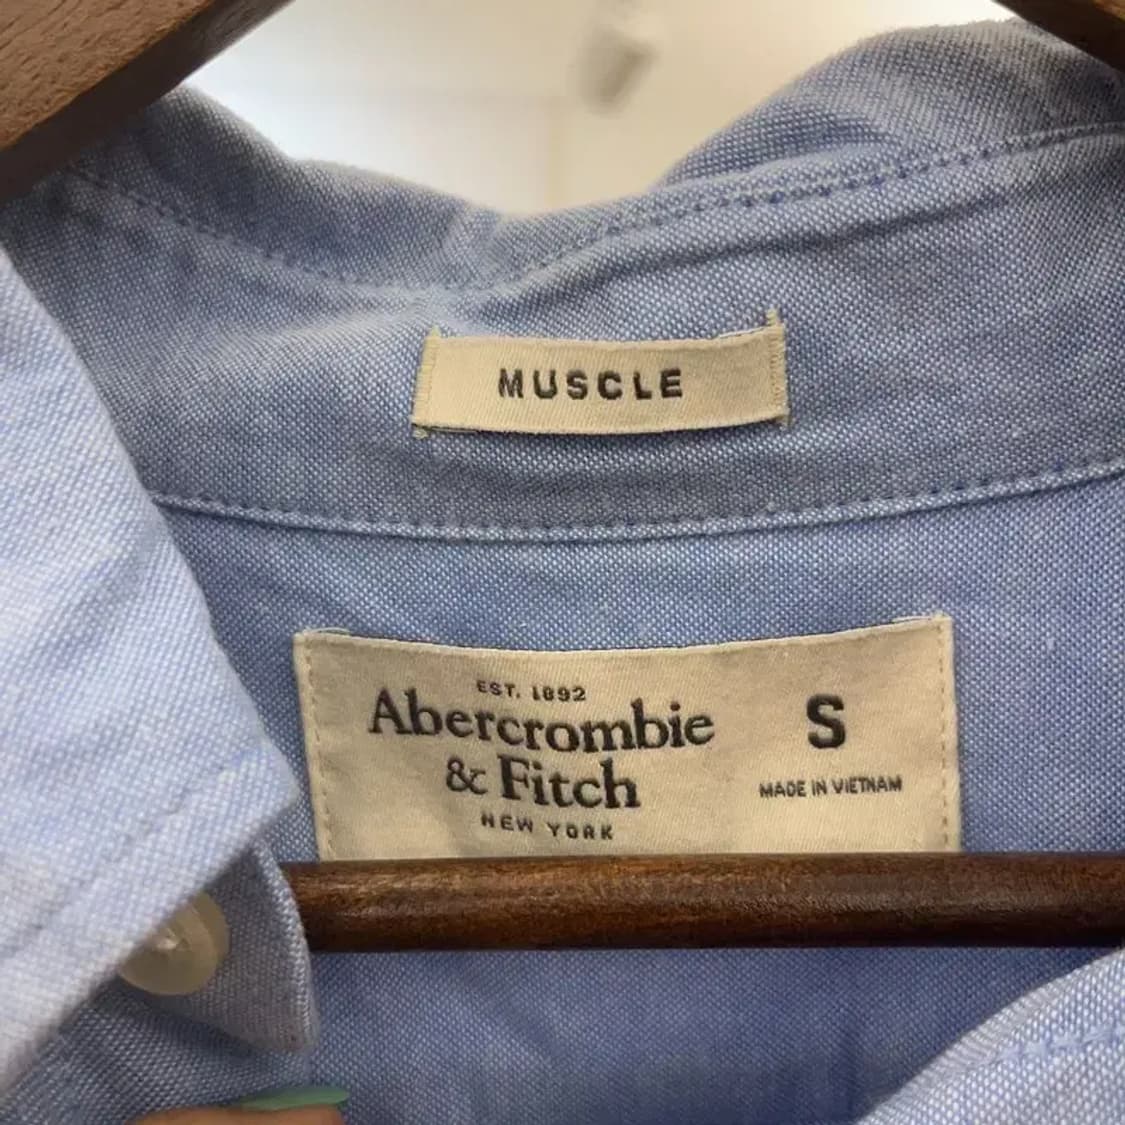 MUSCLE
EST. 1892
Abercrombie
& Fitch
NEW YORK
S
MADE IN VIETNAM